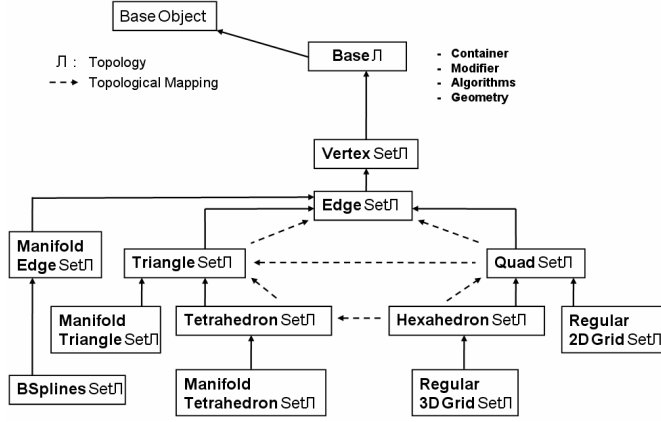 Base Object
Л : Topology
Topological Mapping
Base Л
- Container
- Modifier
- Algorithms
- Geometry
Vertex SetЛ
Edge SetЛ
Manifold
Edge SetЛ
Triangle SetЛ
Quad SetЛ
Manifold
Triangle SetЛ
Tetrahedron SetЛ
Hexahedron SetЛ
Regular
2D Grid SetЛ
BSplines SetЛ
Manifold
Tetrahedron SetЛ
Regular
3D Grid SetЛ